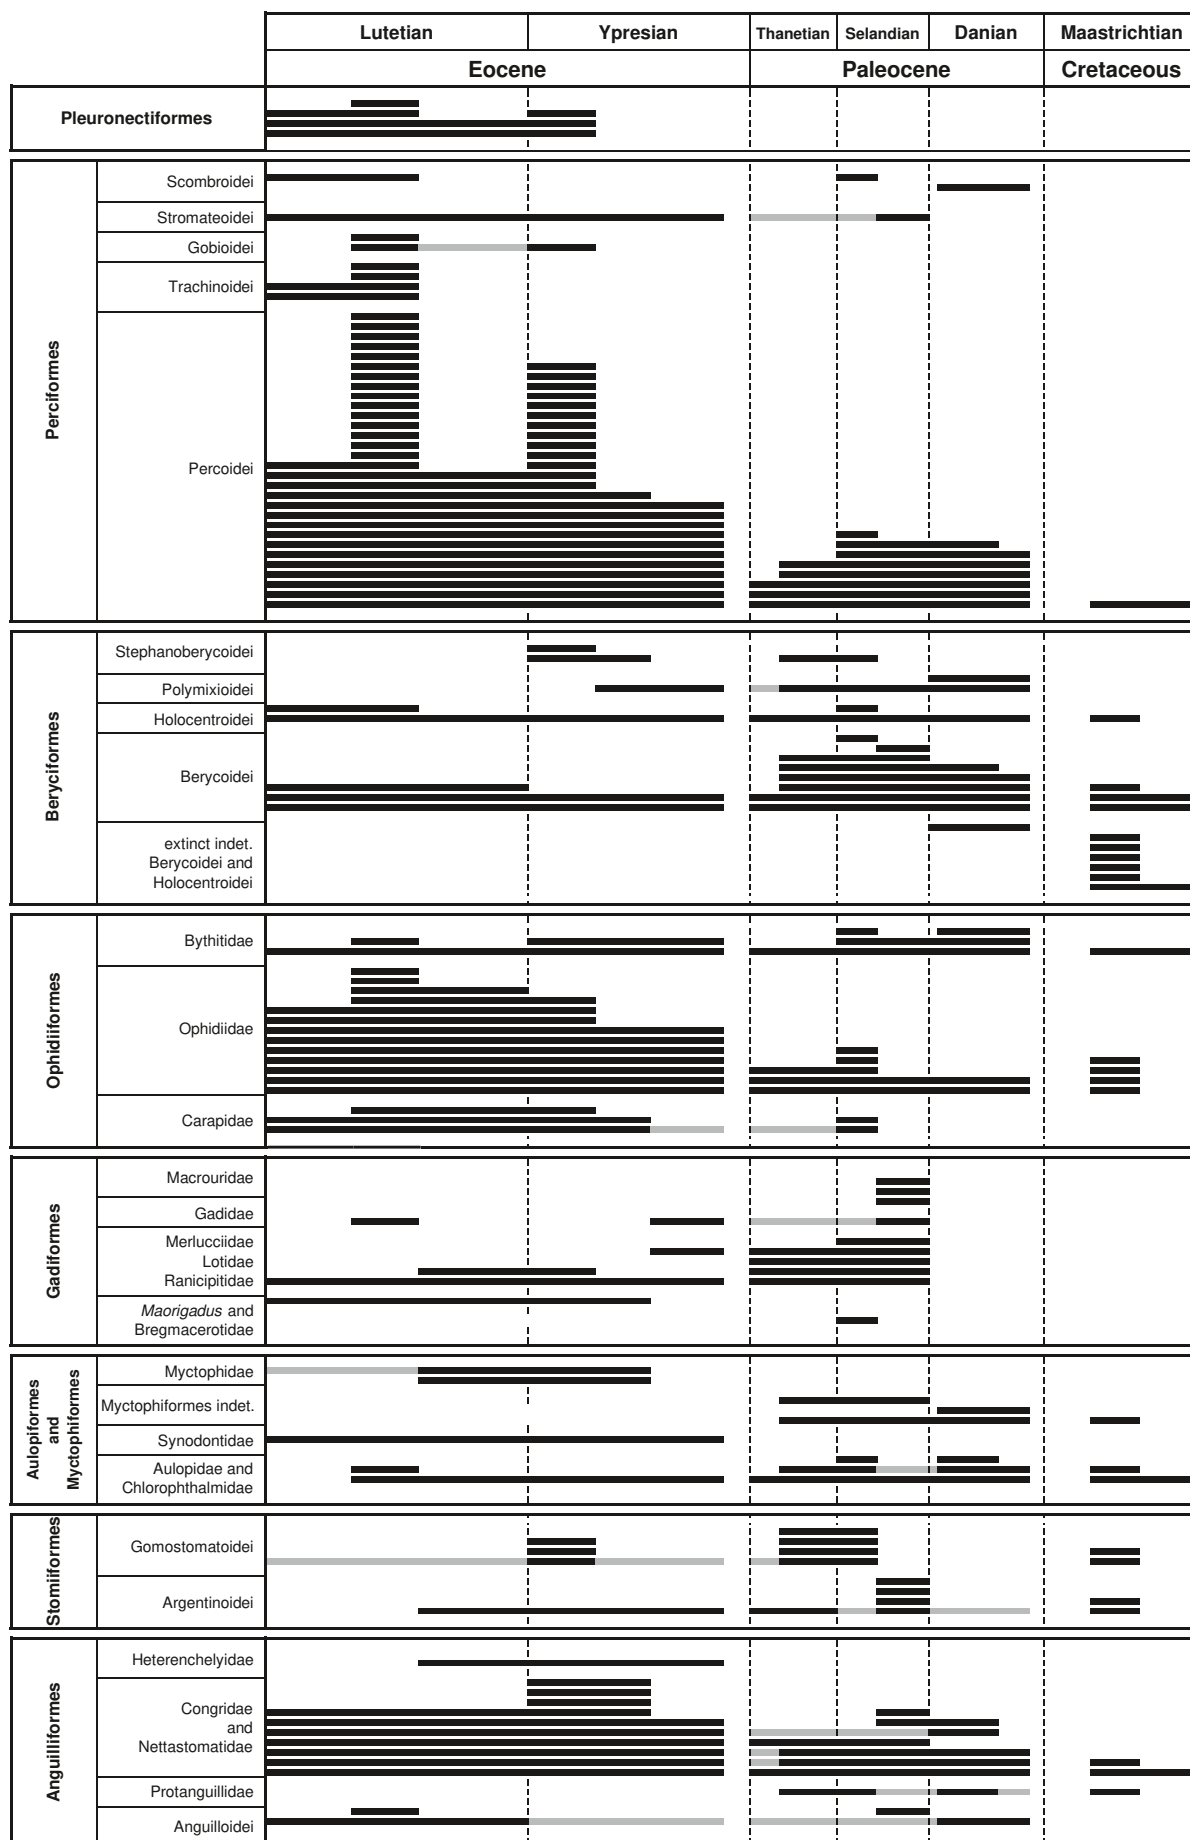 Lutetian Ypresian Thanetian Selandian Danian Maastrichtian
Eocene Paleocene Cretaceous
Pleuronectiformes
Perciformes
Scombroidei
Stromateoidei
Gobioidei
Trachinoidei
Percoidei
Beryciformes
Stephanoberycoidei
Polymixioidei
Holocentroidei
Berycoidei
extinct indet.
Berycoidei and
Holocentroidei
Ophidiiformes
Bythitidae
Ophidiidae
Carapidae
Gadiformes
Macrouridae
Gadidae
Merlucciidae
Lotidae
Ranicipitidae
Maorigadus and
Bregmacerotidae
Aulopiformes
and
Myctophiformes
Myctophidae
Myctophiformes indet.
Synodontidae
Aulopidae and
Chlorophthalmidae
Stomiiformes
Gomostomatoidei
Argentinoidei
Anguilliformes
Heterenchelyidae
Congridae
and
Nettastomatidae
Protanguillidae
Anguilloidei